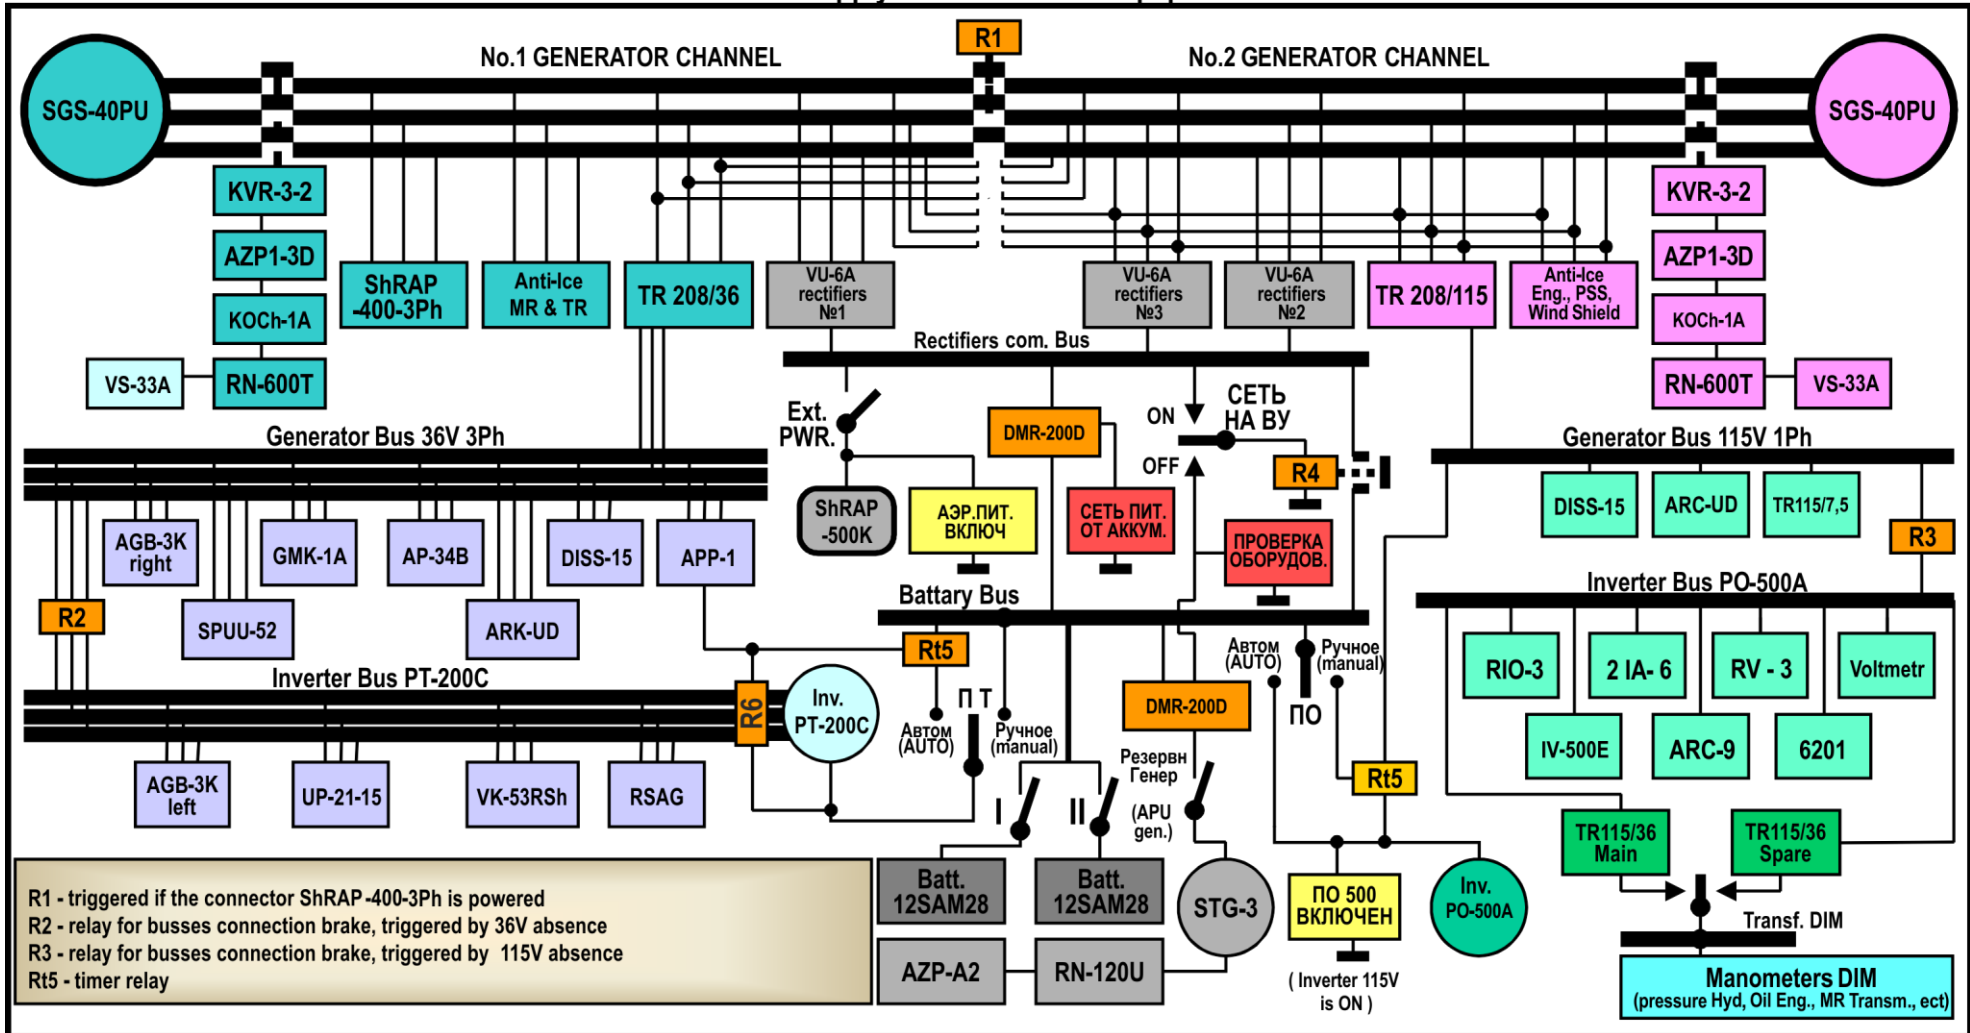 R1
No.1 GENERATOR CHANNEL
No.2 GENERATOR CHANNEL
SGS-40PU
SGS-40PU
KVR-3-2
AZP1-3D
KOCh-1A
RN-600T
VS-33A
ShRAP
-400-3Ph
Anti-Ice
MR & TR
TR 208/36
VU-6A
rectifiers
№1
VU-6A
rectifiers
№3
VU-6A
rectifiers
№2
TR 208/115
Anti-Ice
Eng., PSS,
Wind Shield
KVR-3-2
AZP1-3D
KOCh-1A
RN-600T
VS-33A
Rectifiers com. Bus
Ext.
PWR.
DMR-200D
ON
OFF
СЕТЬ
НА ВУ
R4
ShRAP
-500K
АЭР.ПИТ.
ВКЛЮЧ
СЕТЬ ПИТ.
ОТ АККУМ.
ПРОВЕРКА
ОБОРУДОВ.
Generator Bus 36V 3Ph
AGB-3K
right
GMK-1A
AP-34B
DISS-15
APP-1
R2
SPUU-52
ARK-UD
Generator Bus 115V 1Ph
DISS-15
ARC-UD
TR115/7,5
R3
Battary Bus
Rt5
Inverter Bus PT-200C
R6
Inv.
PT-200C
П Т
Автом
(AUTO)
Ручное
(manual)
AGB-3K
left
UP-21-15
VK-53RSh
RSAG
DMR-200D
Автом
(AUTO)
Ручное
(manual)
ПО
Резервн
Генер
(APU
gen.)
I
II
Rt5
Inverter Bus PO-500A
RIO-3
2 IA- 6
RV - 3
Voltmetr
IV-500E
ARC-9
6201
TR115/36
Main
TR115/36
Spare
Batt.
12SAM28
Batt.
12SAM28
STG-3
AZP-A2
RN-120U
ПО 500
ВКЛЮЧЕН
( Inverter 115V
is ON )
Inv.
PO-500A
Transf. DIM
Manometers DIM
(pressure Hyd, Oil Eng., MR Transm., ect)
R1 - triggered if the connector ShRAP -400-3Ph is powered
R2 - relay for busses connection brake, triggered by 36V absence
R3 - relay for busses connection brake, triggered by 115V absence
Rt5 - timer relay